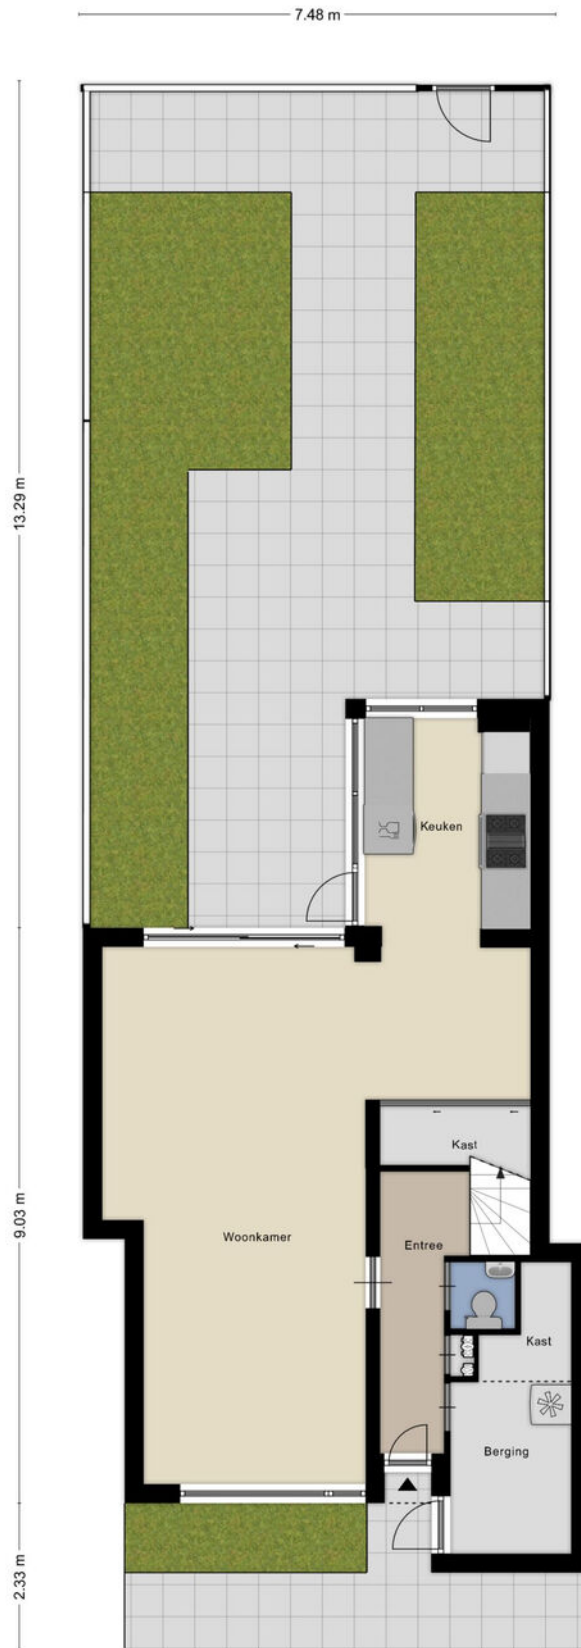 7.48 m
13.29 m
Keuken
Kast
9.03 m
Woonkamer
Entree
Kast
Berging
2.33 m